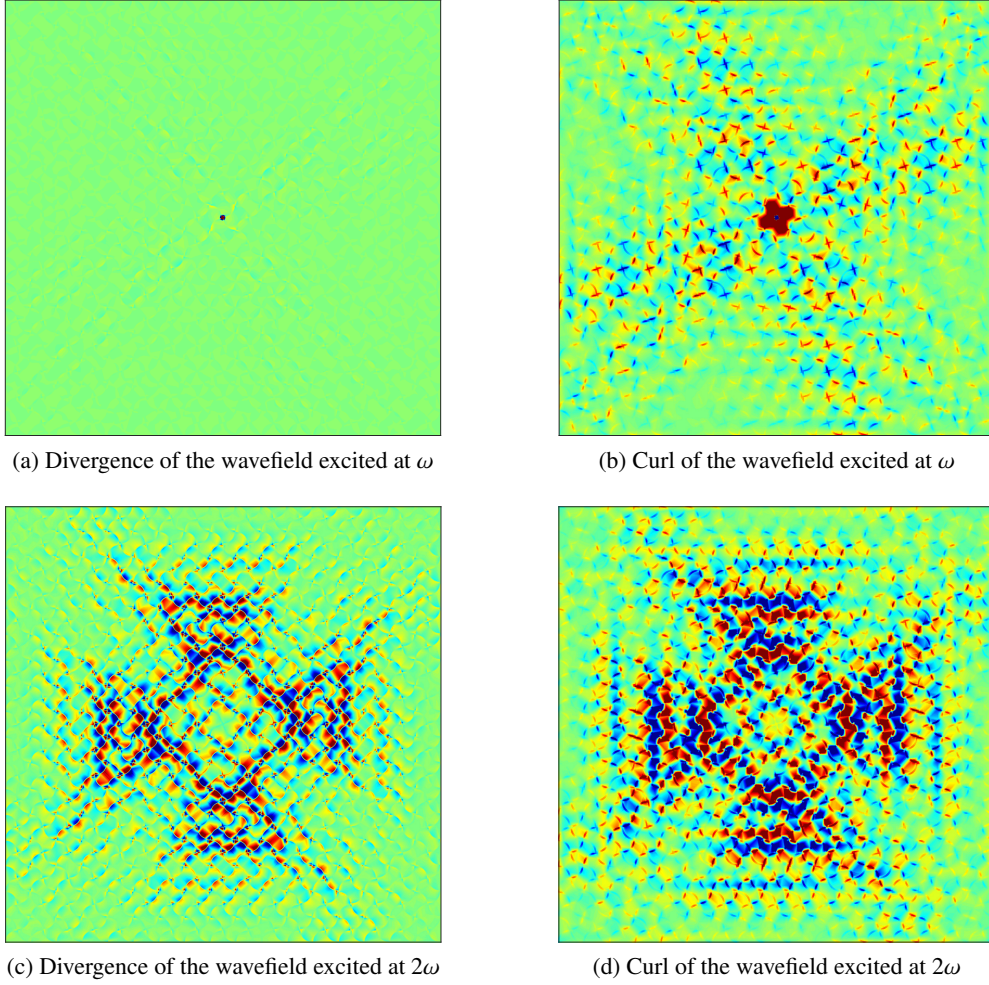 (a) Divergence of the wavefield excited at ω
(b) Curl of the wavefield excited at ω
(c) Divergence of the wavefield excited at 2ω
(d) Curl of the wavefield excited at 2ω